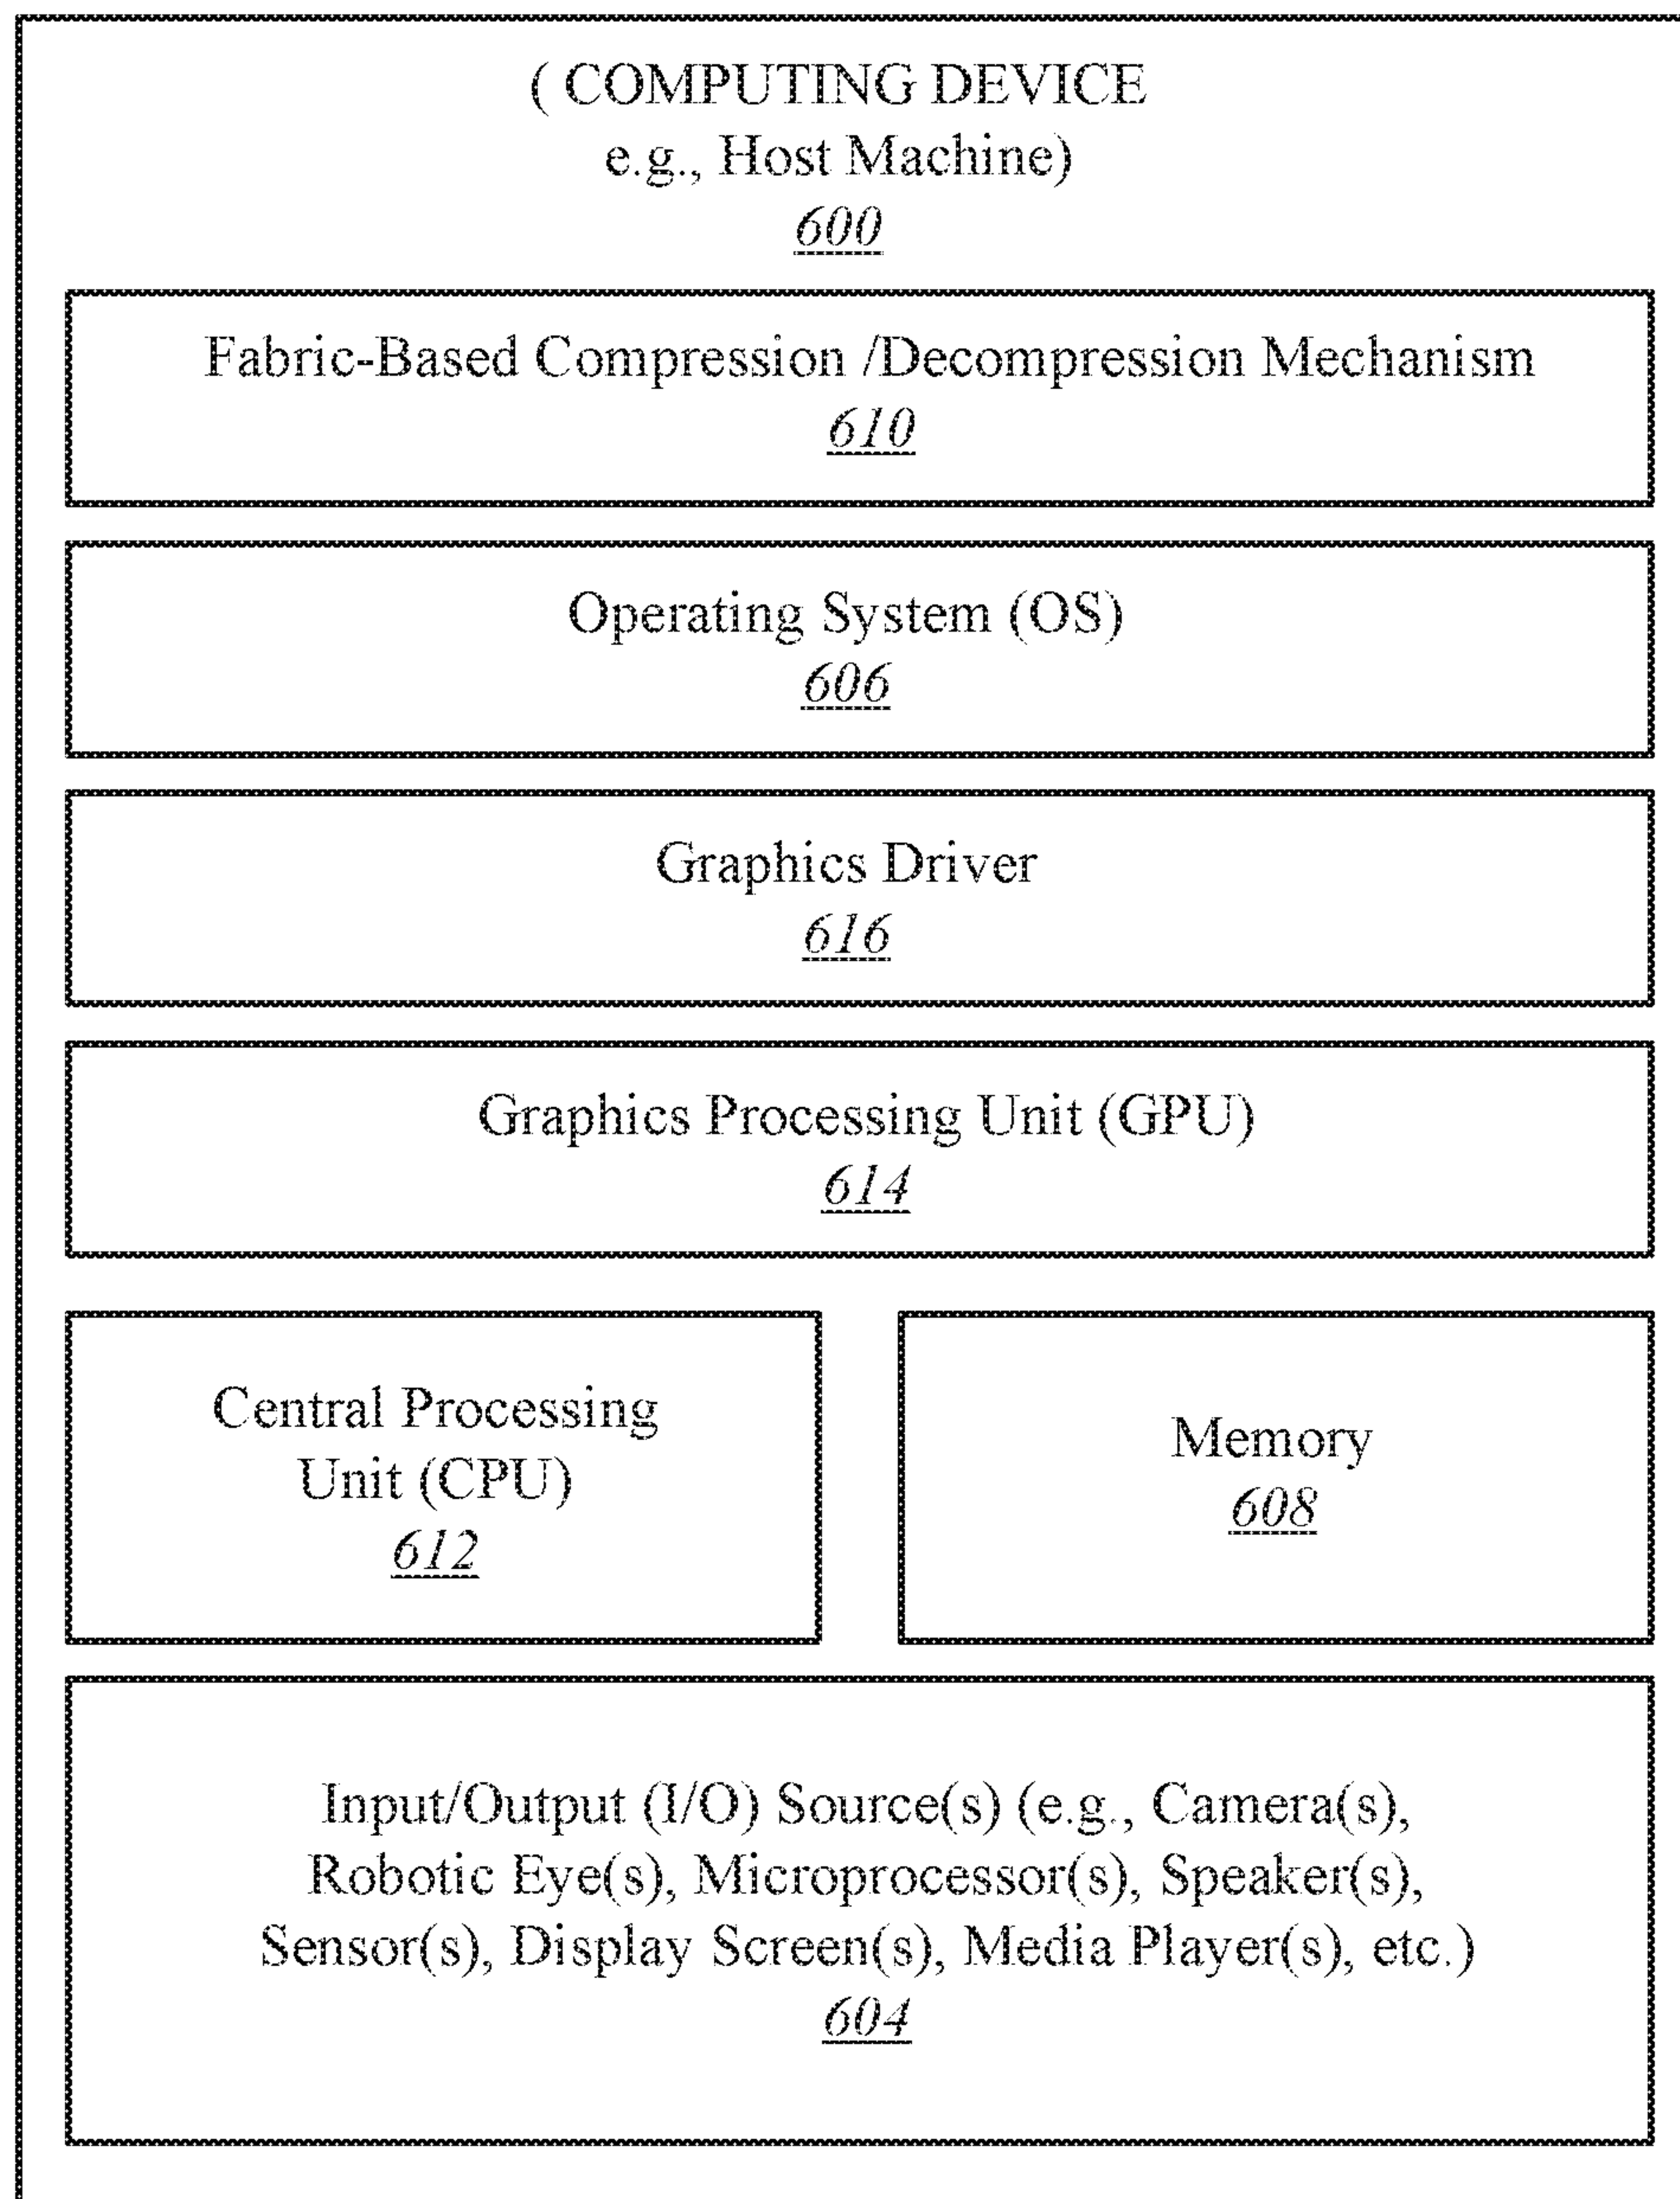 ( COMPUTING DEVICE
e.g., Host Machine)
600
Fabric-Based Compression /Decompression Mechanism
610
Operating System (OS)
606
Graphics Driver
616
Graphics Processing Unit (GPU)
614
Central Processing
Unit (CPU)
612
Memory
608
Input/Output (I/O) Source(s) (e.g., Camera(s),
Robotic Eye(s), Microprocessor(s), Speaker(s),
Sensor(s), Display Screen(s), Media Player(s), etc.)
604